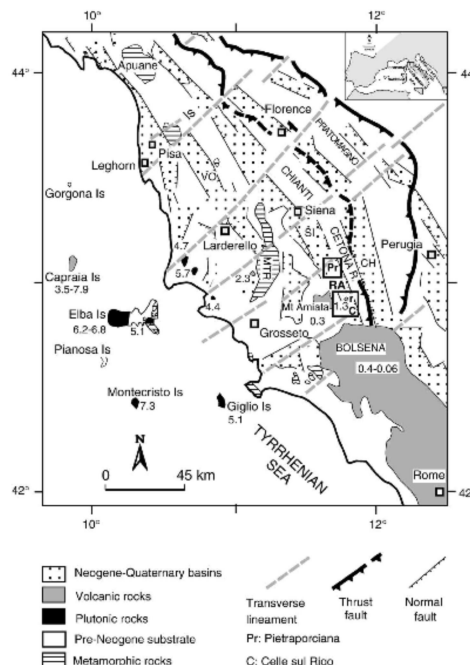 10°
12°
44°
44°
Apuane
Florence
PRATOMAGNO
IS
Pisa
Leghorn
VO
CHIANTI
Gorgona Is
Siena
SI
Larderello
4.7
5.7
MTR
2.3
CETONA R.
CH
Perugia
Pr
RA
Capraia Is
3.5-7.9
4.4
Mt Amiata
1.3
0.3
C
Elba Is
6.2-6.8
5.1
Grosseto
Pianosa Is
BOLSENA
0.4-0.06
Montecristo Is
7.3
Giglio Is
5.1
TYRRHENIAN
SEA
N
0 45 km
Rome
42°
42
10°
12°
Neogene-Quaternary basins
Volcanic rocks
Plutonic rocks
Pre-Neogene substrate
Metamorphic rocks
Transverse
lineament
Thrust
fault
Normal
fault
Pr: Pietraporciana
C: Celle sul Rigo